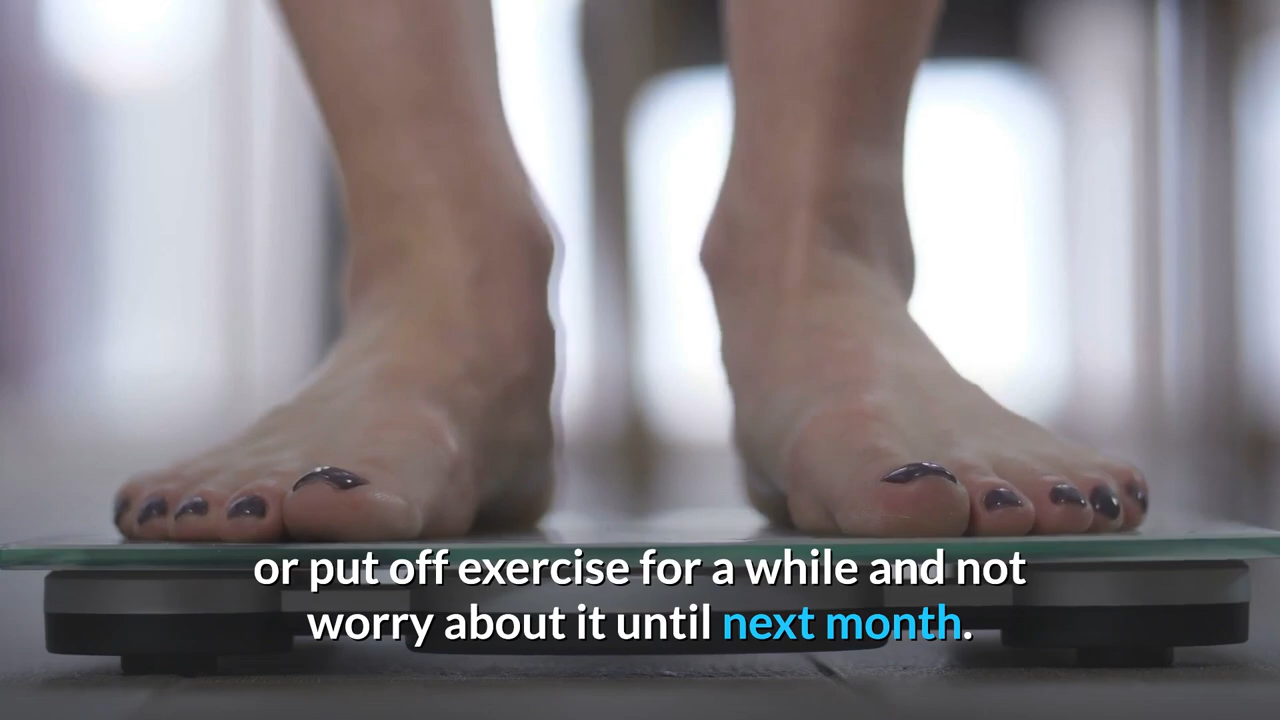 or put off exercise for a while and not
worry about it until next month.